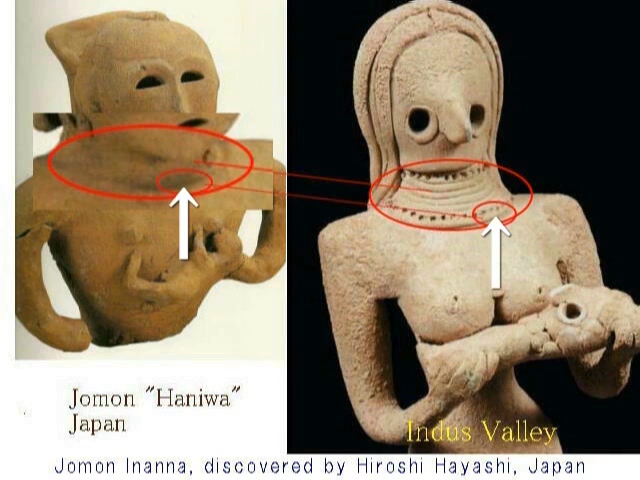 Jomon "Haniwa"
Japan
Indus Valley
Jomon Inanna, discovered by Hiroshi Hayashi, Japan